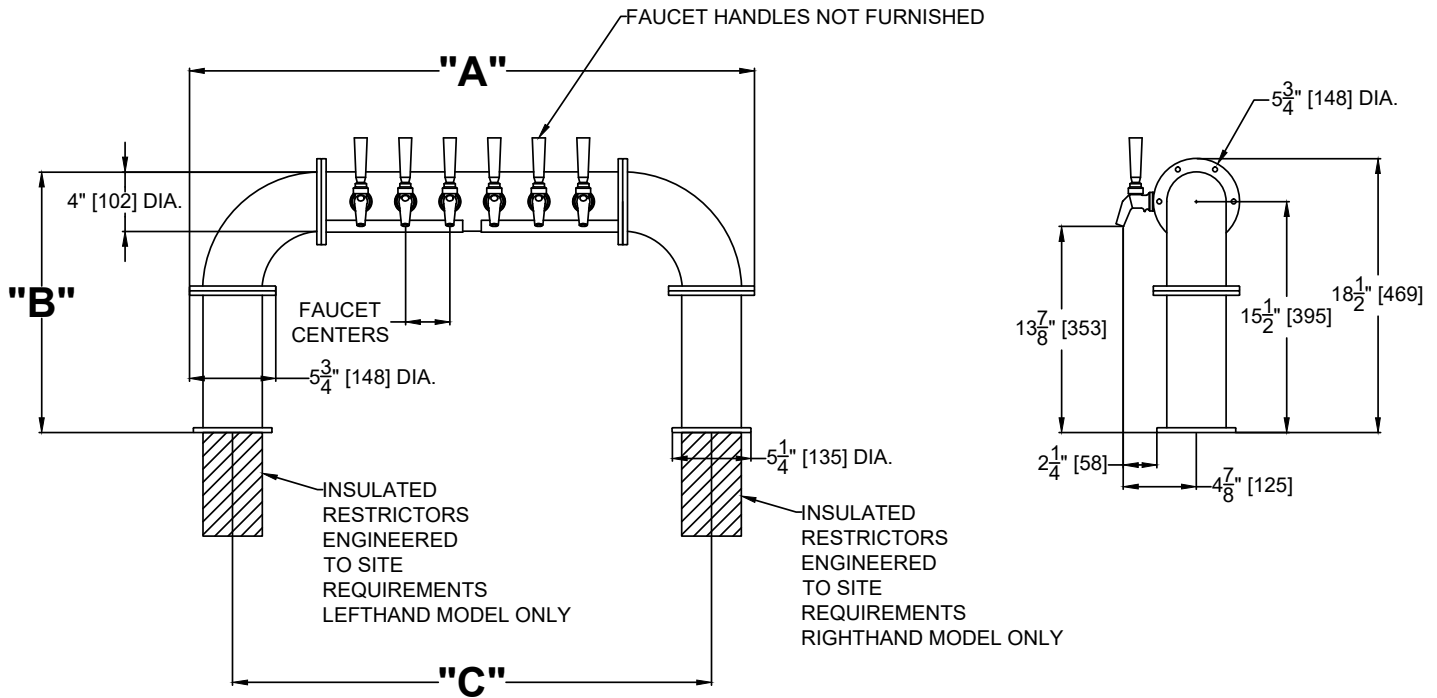 FAUCET HANDLES NOT FURNISHED
"A"
4" [102] DIA.
"B"
FAUCET
CENTERS
5 3/4" [148] DIA.
5 1/4" [135] DIA.
INSULATED
RESTRICTORS
ENGINEERED
TO SITE
REQUIREMENTS
LEFTHAND MODEL ONLY
INSULATED
RESTRICTORS
ENGINEERED
TO SITE
REQUIREMENTS
RIGHTHAND MODEL ONLY
"C"
5 3/4" [148] DIA.
13 7/8" [353]
15 1/2" [395]
18 1/2" [469]
2 1/4" [58]
4 7/8" [125]